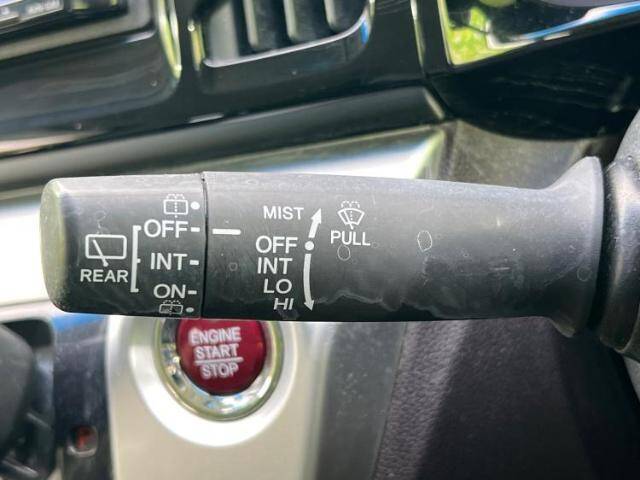 MIST
OFF
PULL
OFF
INT
INT
REAR
LO
ON
HI
ENGINE
START
STOP